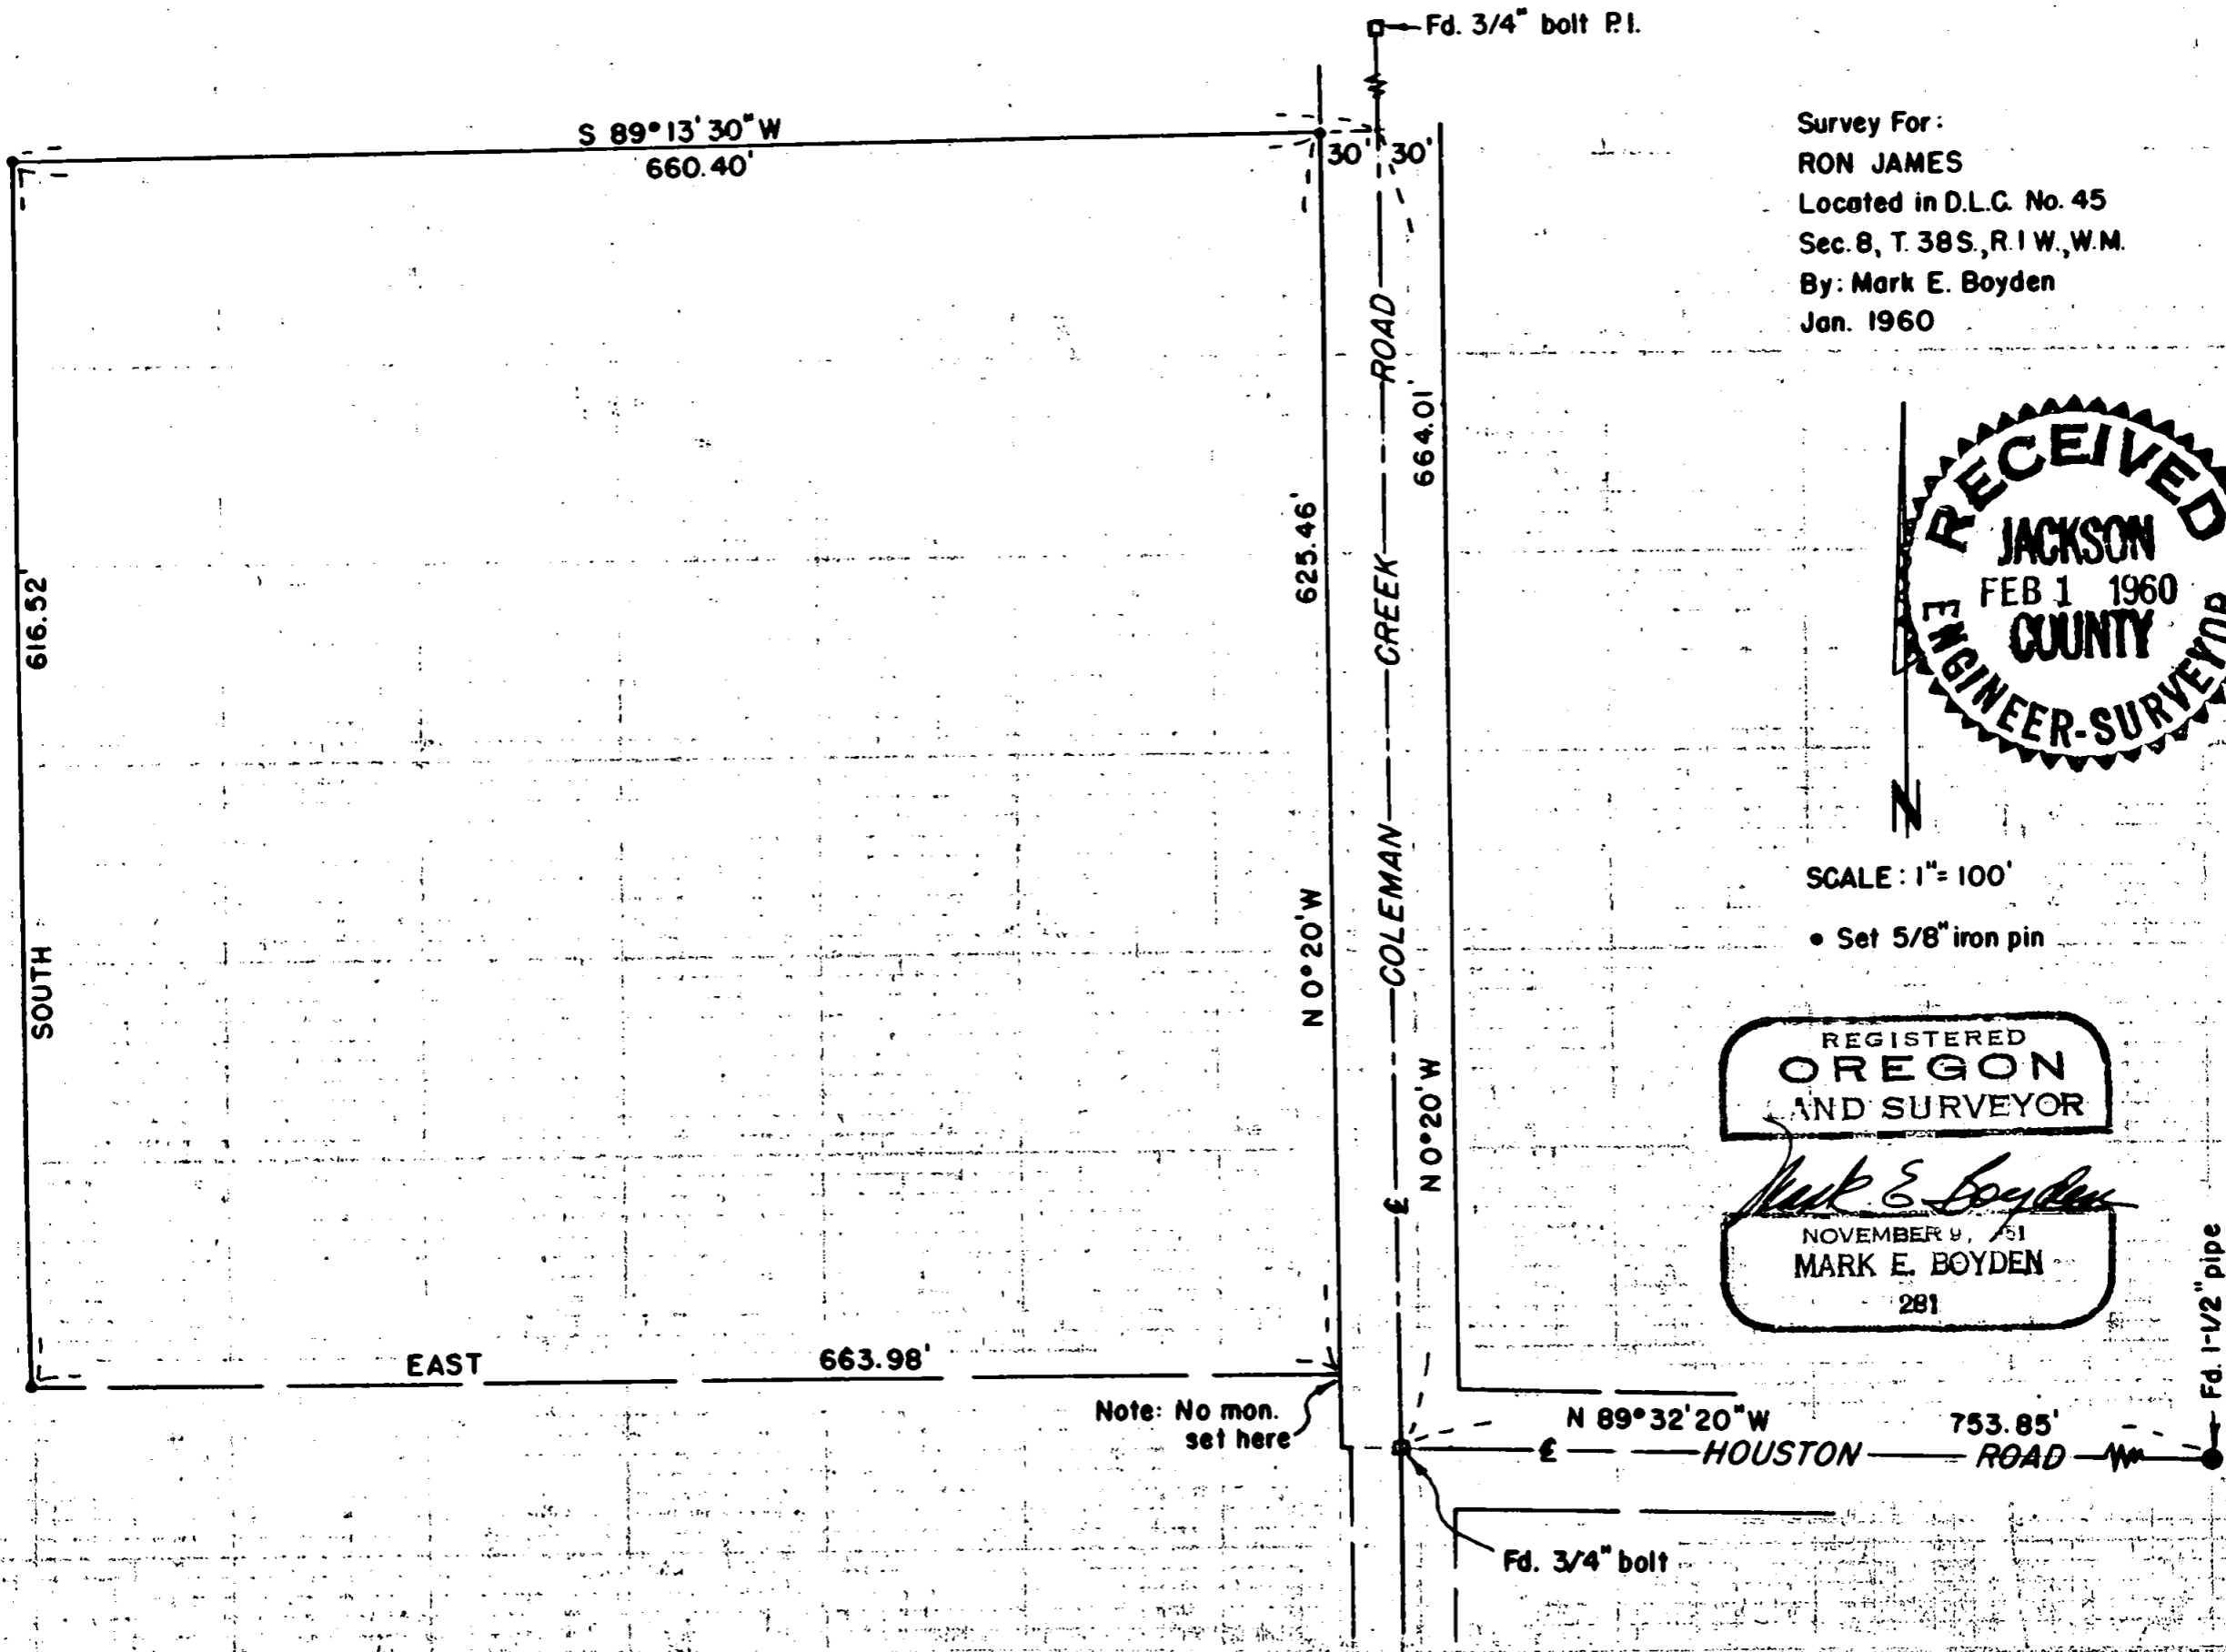 Fd. 3/4" bolt P.I.
S 89°13'30"W
660.40'
30' 30'
Survey For:
RON JAMES
Located in D.L.C. No. 45
Sec. 8, T. 38S., R. 1 W., W.M.
By: Mark E. Boyden
Jan. 1960
RECEIVED
JACKSON
FEB 1 1960
COUNTY
ENGINEER-SURVEYOR
N
SCALE: 1"= 100'
• Set 5/8" iron pin
616.52'
SOUTH
625.46'
N 0°20'W
COLEMAN CREEK ROAD
664.01'
N 0°20'W
REGISTERED
OREGON
LAND SURVEYOR
Mark E Boyden
NOVEMBER 9, 51
MARK E. BOYDEN
281
EAST 663.98'
Note: No mon.
set here
N 89°32'20"W 753.85'
℄ HOUSTON ROAD
℄
Fd. 1-1/2" pipe
Fd. 3/4" bolt